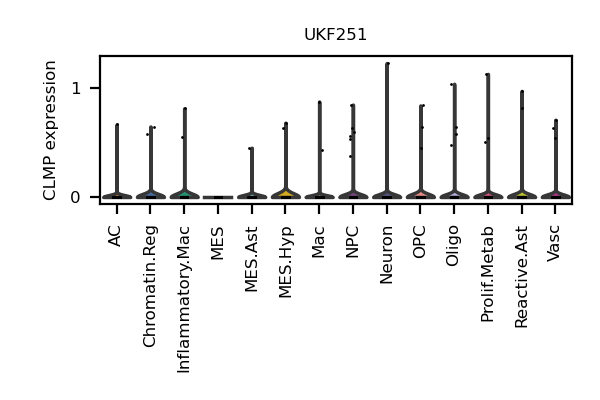 UKF251
CLMP expression
1
0
AC
Chromatin.Reg
Inflammatory.Mac
MES
MES.Ast
MES.Hyp
Mac
NPC
Neuron
OPC
Oligo
Prolif.Metab
Reactive.Ast
Vasc